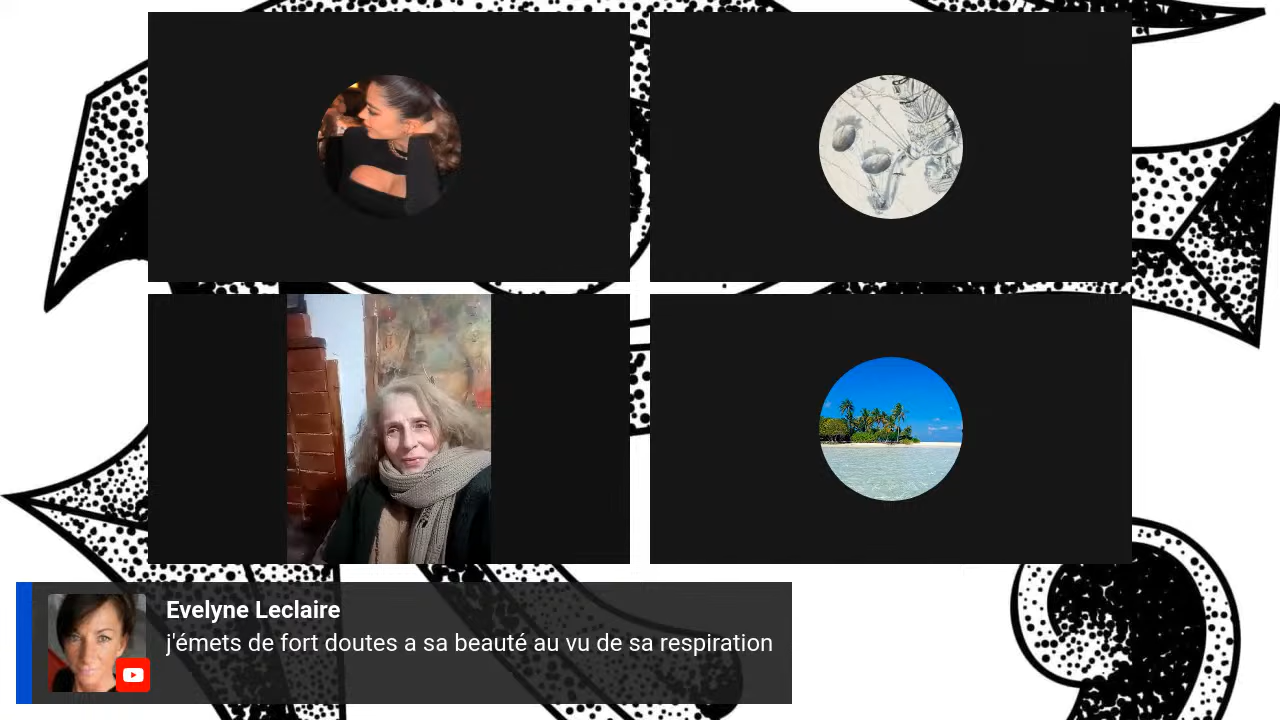 Evelyne Leclaire
j'émets de fort doutes a sa beauté au vu de sa respiration